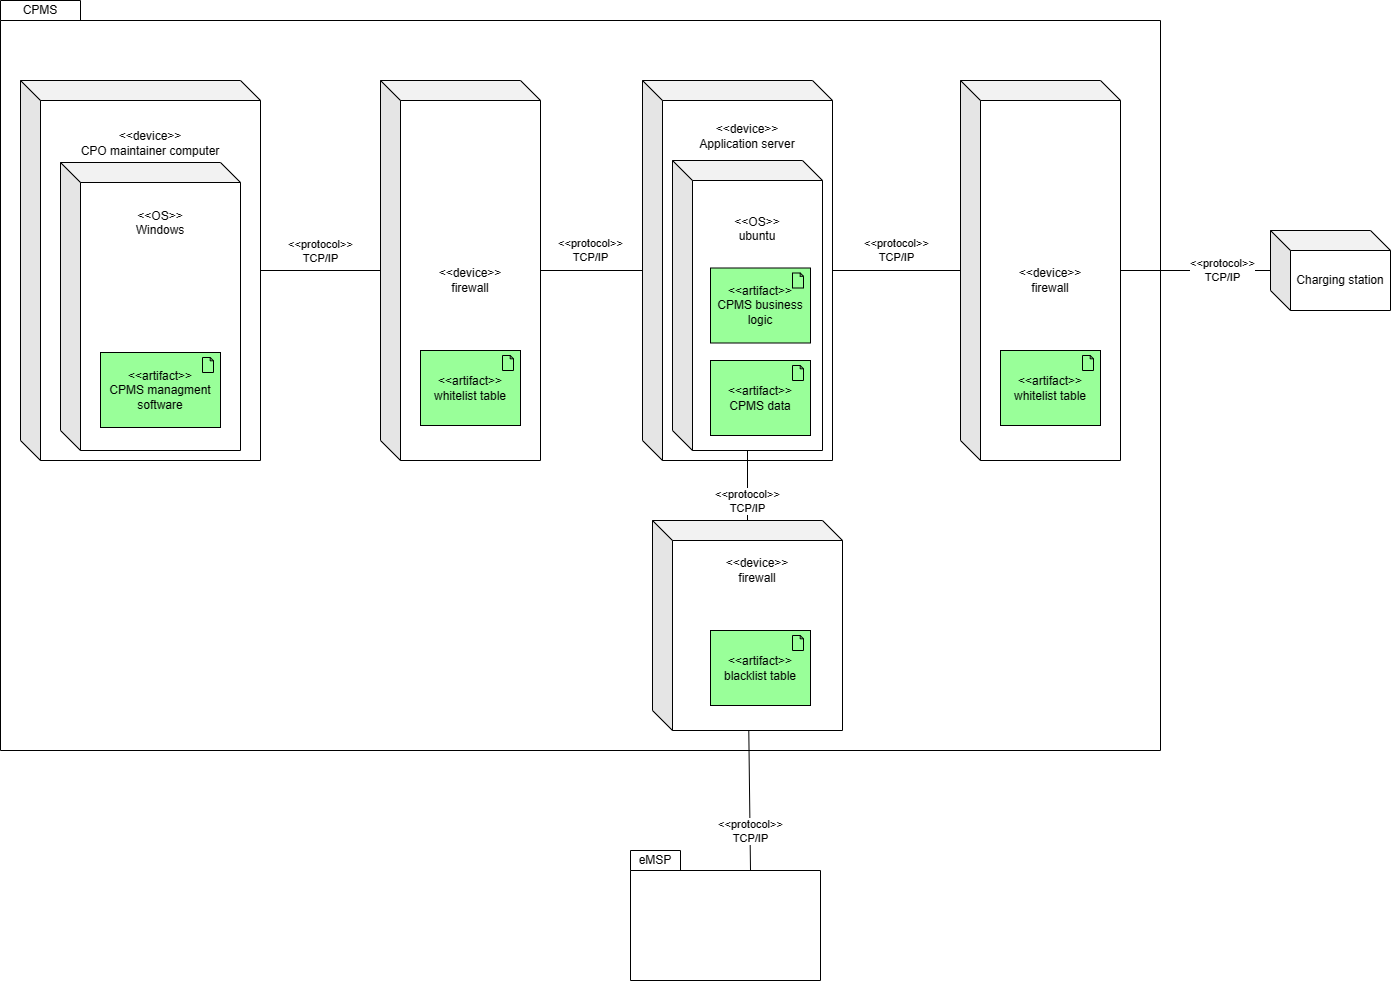 CPMS
<<device>>
CPO maintainer computer
<<OS>>
Windows
<<artifact>>
CPMS managment
software
<<protocol>>
TCP/IP
<<device>>
firewall
<<artifact>>
whitelist table
<<protocol>>
TCP/IP
<<device>>
Application server
<<OS>>
ubuntu
<<artifact>>
CPMS business
logic
<<artifact>>
CPMS data
<<protocol>>
TCP/IP
<<device>>
firewall
<<artifact>>
whitelist table
<<protocol>>
TCP/IP
Charging station
<<protocol>>
TCP/IP
<<device>>
firewall
<<artifact>>
blacklist table
<<protocol>>
TCP/IP
eMSP